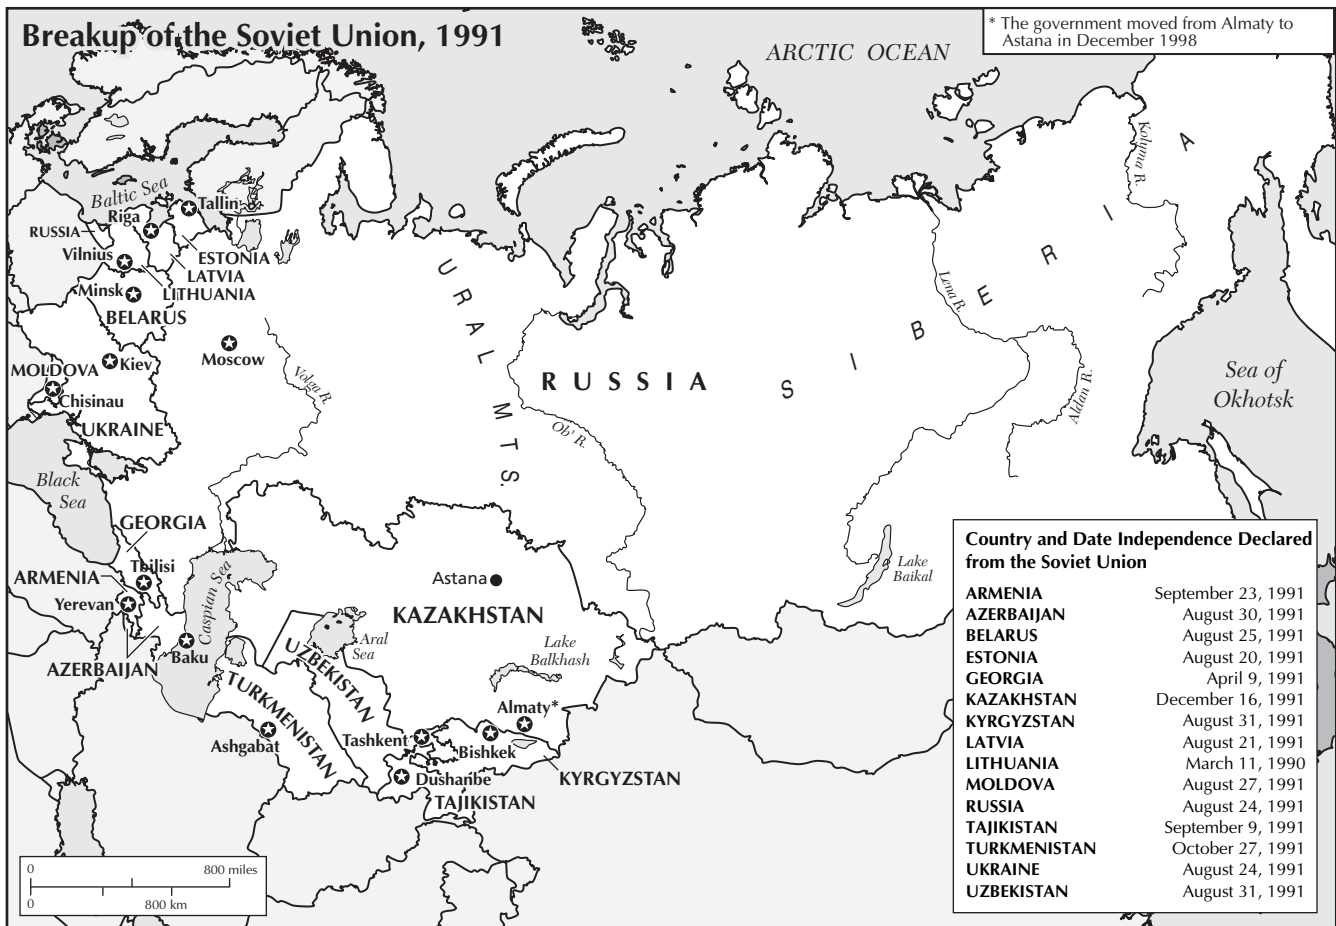 Breakup of the Soviet Union, 1991
* The government moved from Almaty to
Astana in December 1998
ARCTIC OCEAN
Kolyma R.
Baltic Sea
Tallin
Riga
RUSSIA
ESTONIA
Vilnius
LATVIA
LITHUANIA
Minsk
BELARUS
URAL MTS.
Lena R.
SIBERIA
Moscow
Kiev
MOLDOVA
Chisinau
UKRAINE
Volga R.
RUSSIA
Ob' R.
Aldan R.
Sea of
Okhotsk
Black
Sea
GEORGIA
Tbilisi
ARMENIA
Yerevan
AZERBAIJAN
Baku
Caspian Sea
Astana
KAZAKHSTAN
Aral
Sea
Lake
Balkhash
Lake
Baikal
UZBEKISTAN
TURKMENISTAN
Almaty*
Ashgabat
Tashkent
Bishkek
Dushanbe
KYRGYZSTAN
TAJIKISTAN
0 800 miles
0 800 km
Country and Date Independence Declared
from the Soviet Union
ARMENIA September 23, 1991
AZERBAIJAN August 30, 1991
BELARUS August 25, 1991
ESTONIA August 20, 1991
GEORGIA April 9, 1991
KAZAKHSTAN December 16, 1991
KYRGYZSTAN August 31, 1991
LATVIA August 21, 1991
LITHUANIA March 11, 1990
MOLDOVA August 27, 1991
RUSSIA August 24, 1991
TAJIKISTAN September 9, 1991
TURKMENISTAN October 27, 1991
UKRAINE August 24, 1991
UZBEKISTAN August 31, 1991